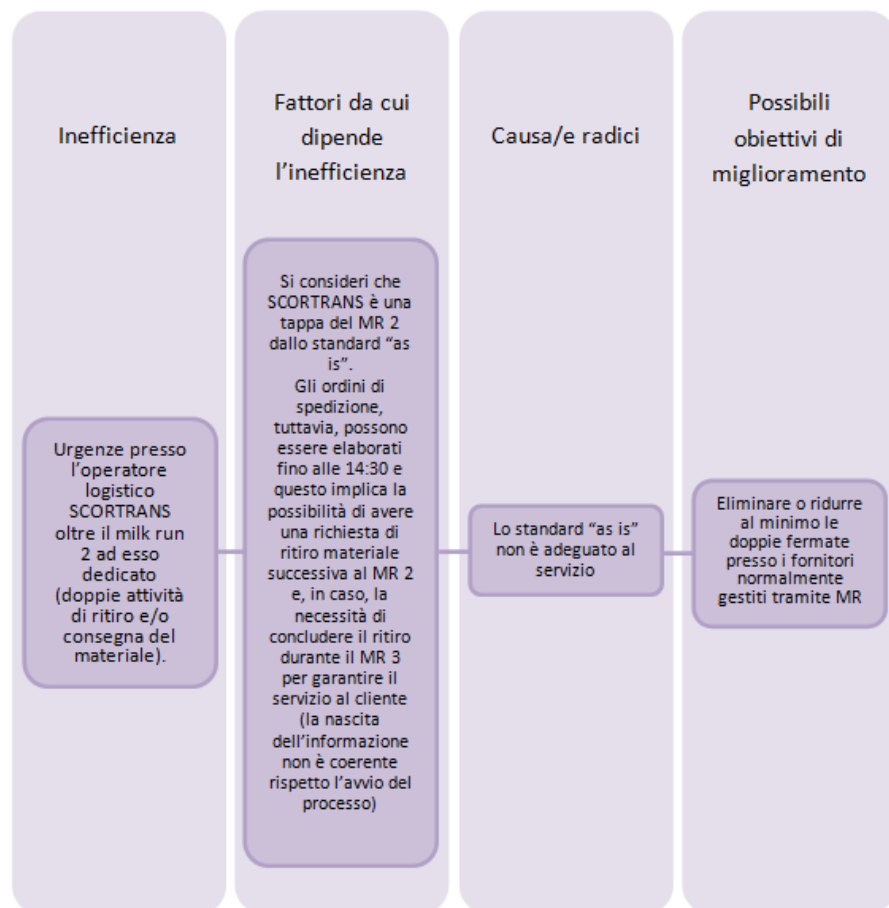 Inefficienza
Fattori da cui
dipende
l'inefficienza
Causa/e radici
Possibili
obiettivi di
miglioramento
Urgenze presso
l'operatore
logistico
SCORTRANS
oltre il milk run
2 ad esso
dedicato
(doppie attività
di ritiro e/o
consegna del
materiale).
Si consideri che
SCORTRANS è una
tappa del MR 2
dallo standard "as
is".
Gli ordini di
spedizione,
tuttavia, possono
essere elaborati
fino alle 14:30 e
questo implica la
possibilità di avere
una richiesta di
ritiro materiale
successiva al MR 2
e, in caso, la
necessità di
concludere il ritiro
durante il MR 3
per garantire il
servizio al cliente
(la nascita
dell'informazione
non è coerente
rispetto l'avvio del
processo)
Lo standard "as is"
non è adeguato al
servizio
Eliminare o ridurre
al minimo le
doppie fermate
presso i fornitori
normalmente
gestiti tramite MR